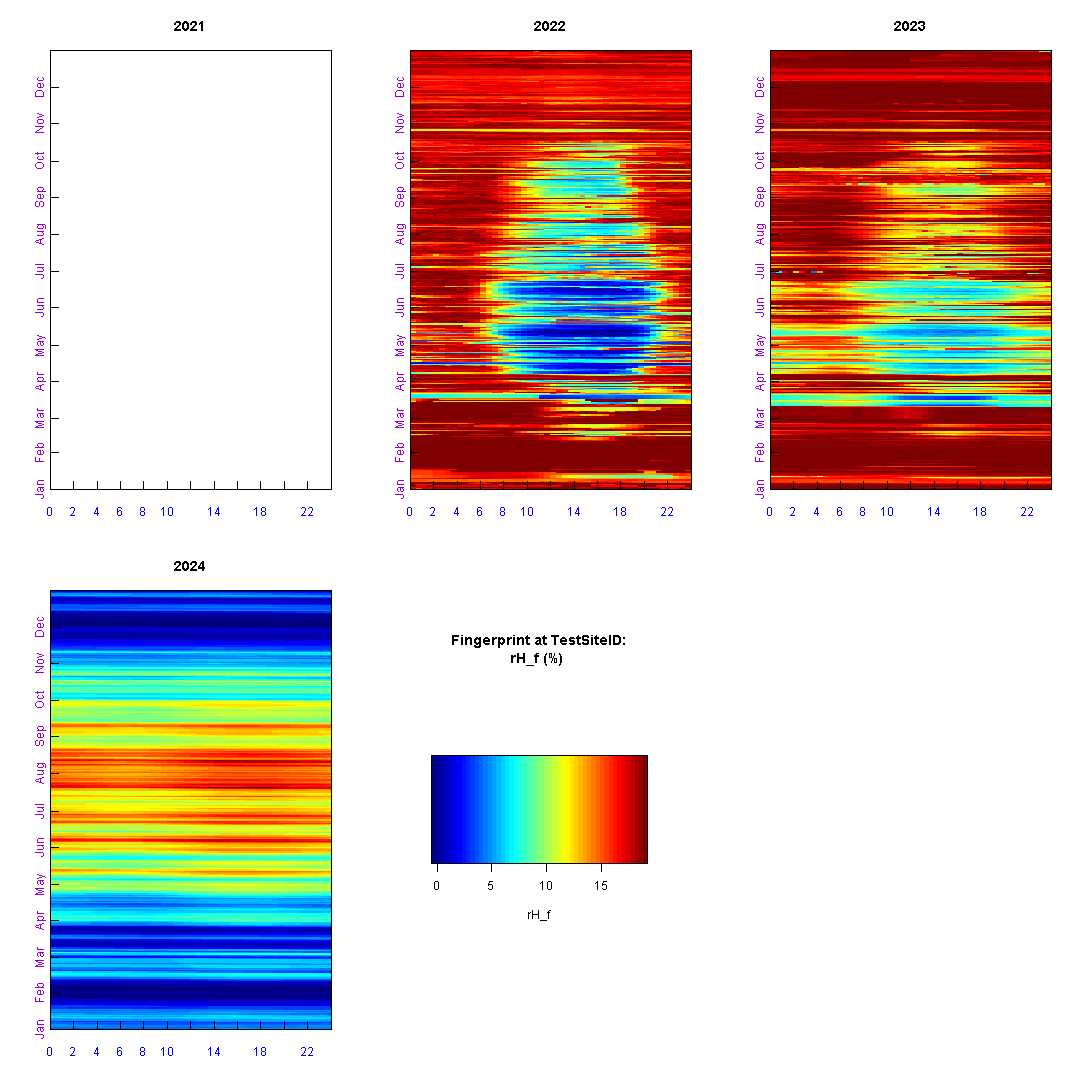 2021
2022
2023
Jan Feb Mar Apr May Jun Jul Aug Sep Oct Nov Dec
Jan Feb Mar Apr May Jun Jul Aug Sep Oct Nov Dec
Jan Feb Mar Apr May Jun Jul Aug Sep Oct Nov Dec
0 2 4 6 8 10 14 18 22
0 2 4 6 8 10 14 18 22
0 2 4 6 8 10 14 18 22
2024
Jan Feb Mar Apr May Jun Jul Aug Sep Oct Nov Dec
0 2 4 6 8 10 14 18 22
Fingerprint at TestSiteID:
rH_f (%)
0 5 10 15
rH_f